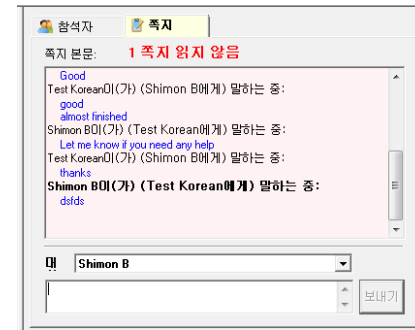 참석자 쪽지
쪽지 본문: 1 쪽지 읽지 않음
Good
Test Korean이(가) (Shimon B에게) 말하는 중:
good
almost finished
Shimon B이(가) (Test Korean에게) 말하는 중:
Let me know if you need any help
Test Korean이(가) (Shimon B에게) 말하는 중:
thanks
Shimon B이(가) (Test Korean에게) 말하는 중:
dsfds
대 Shimon B
보내기